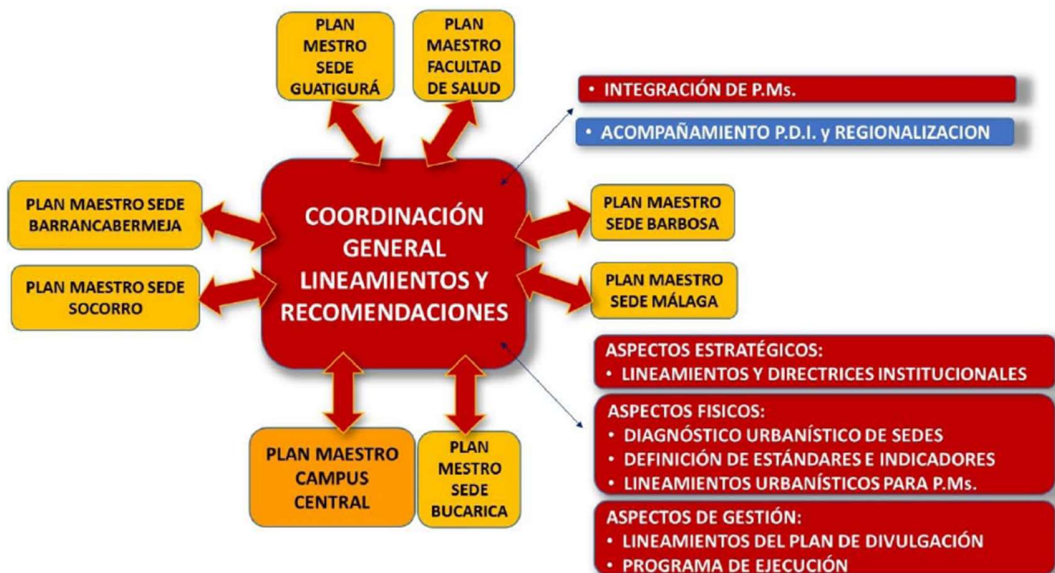 PLAN
MESTRO
SEDE
GUATIGURÁ
PLAN
MAESTRO
FACULTAD
DE SALUD
• INTEGRACIÓN DE P.Ms.
• ACOMPAÑAMIENTO P.D.I. y REGIONALIZACION
PLAN MAESTRO SEDE
BARRANCABERMEJA
PLAN MAESTRO SEDE
SOCORRO
COORDINACIÓN
GENERAL
LINEAMIENTOS Y
RECOMENDACIONES
PLAN MAESTRO
SEDE BARBOSA
PLAN MAESTRO
SEDE MÁLAGA
PLAN MAESTRO
CAMPUS
CENTRAL
PLAN
MESTRO
SEDE
BUCARICA
ASPECTOS ESTRATÉGICOS:
• LINEAMIENTOS Y DIRECTRICES INSTITUCIONALES
ASPECTOS FISICOS:
• DIAGNÓSTICO URBANÍSTICO DE SEDES
• DEFINICIÓN DE ESTÁNDARES E INDICADORES
• LINEAMIENTOS URBANÍSTICOS PARA P.Ms.
ASPECTOS DE GESTIÓN:
• LINEAMIENTOS DEL PLAN DE DIVULGACIÓN
• PROGRAMA DE EJECUCIÓN